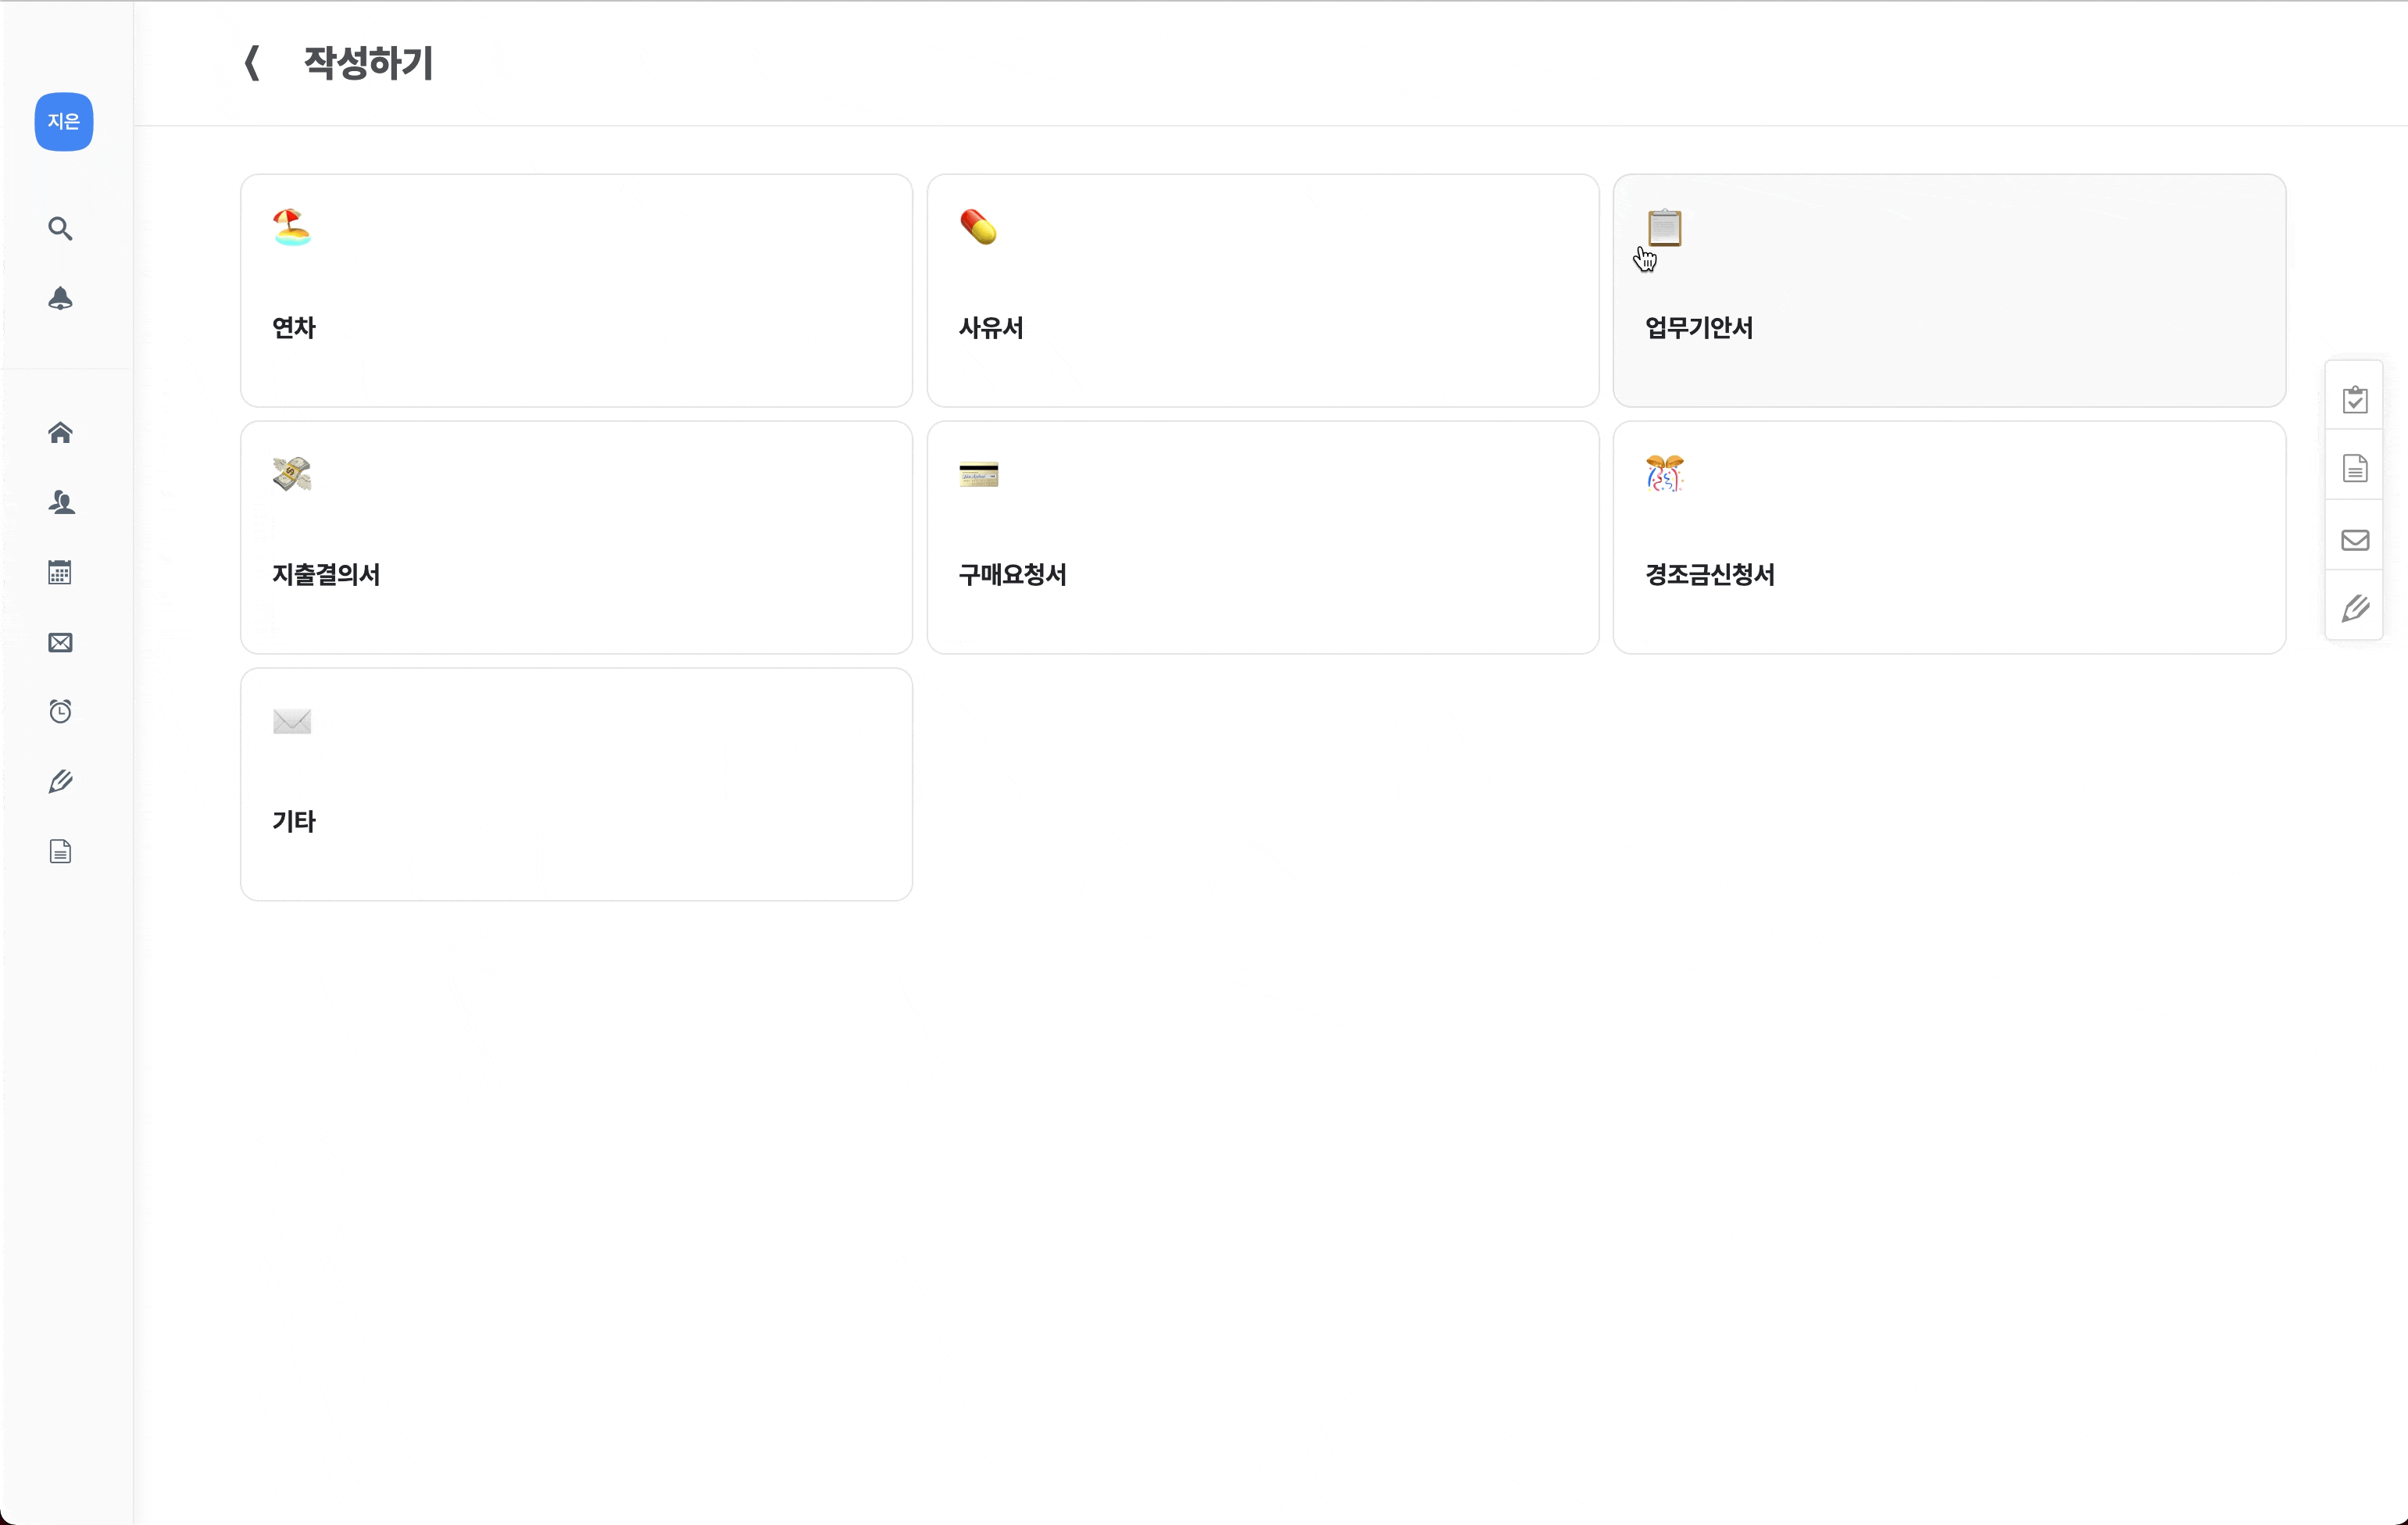 작성하기
지은
연차
사유서
업무기안서
지출결의서
구매요청서
경조금신청서
기타